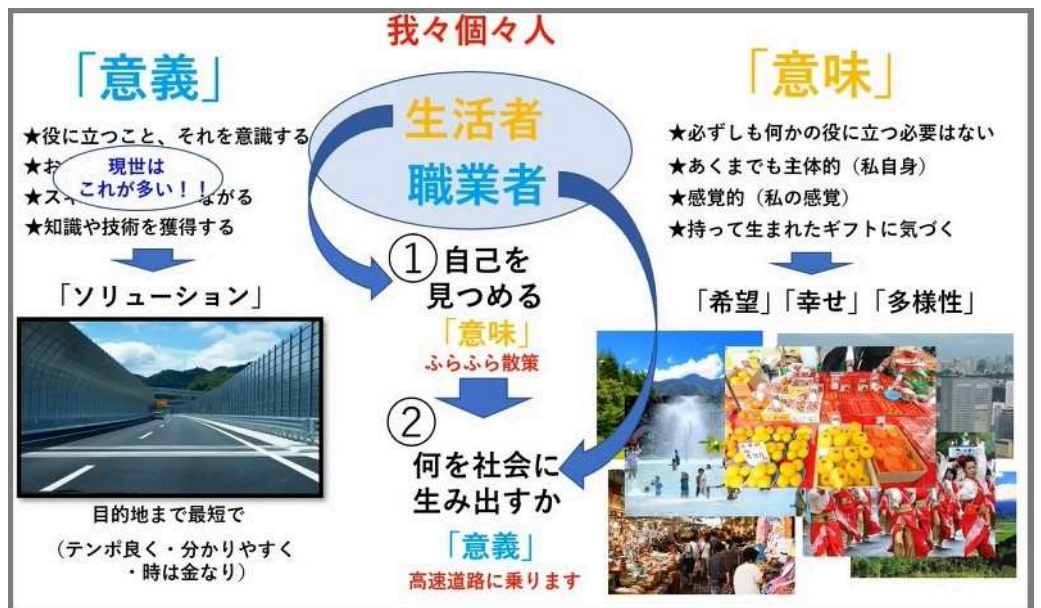 我々個々人
「意義」
★役に立つこと、それを意識する
★お
現世は
これが多い！！
★スキ ながる
★知識や技術を獲得する
「ソリューション」
目的地まで最短で
（テンポ良く・分かりやすく
・時は金なり）
生活者
職業者
① 自己を
見つめる
「意味」
ふらふら散策
②
何を社会に
生み出すか
「意義」
高速道路に乗ります
「意味」
★必ずしも何かの役に立つ必要はない
★あくまでも主体的（私自身）
★感覚的（私の感覚）
★持って生まれたギフトに気づく
「希望」「幸せ」「多様性」